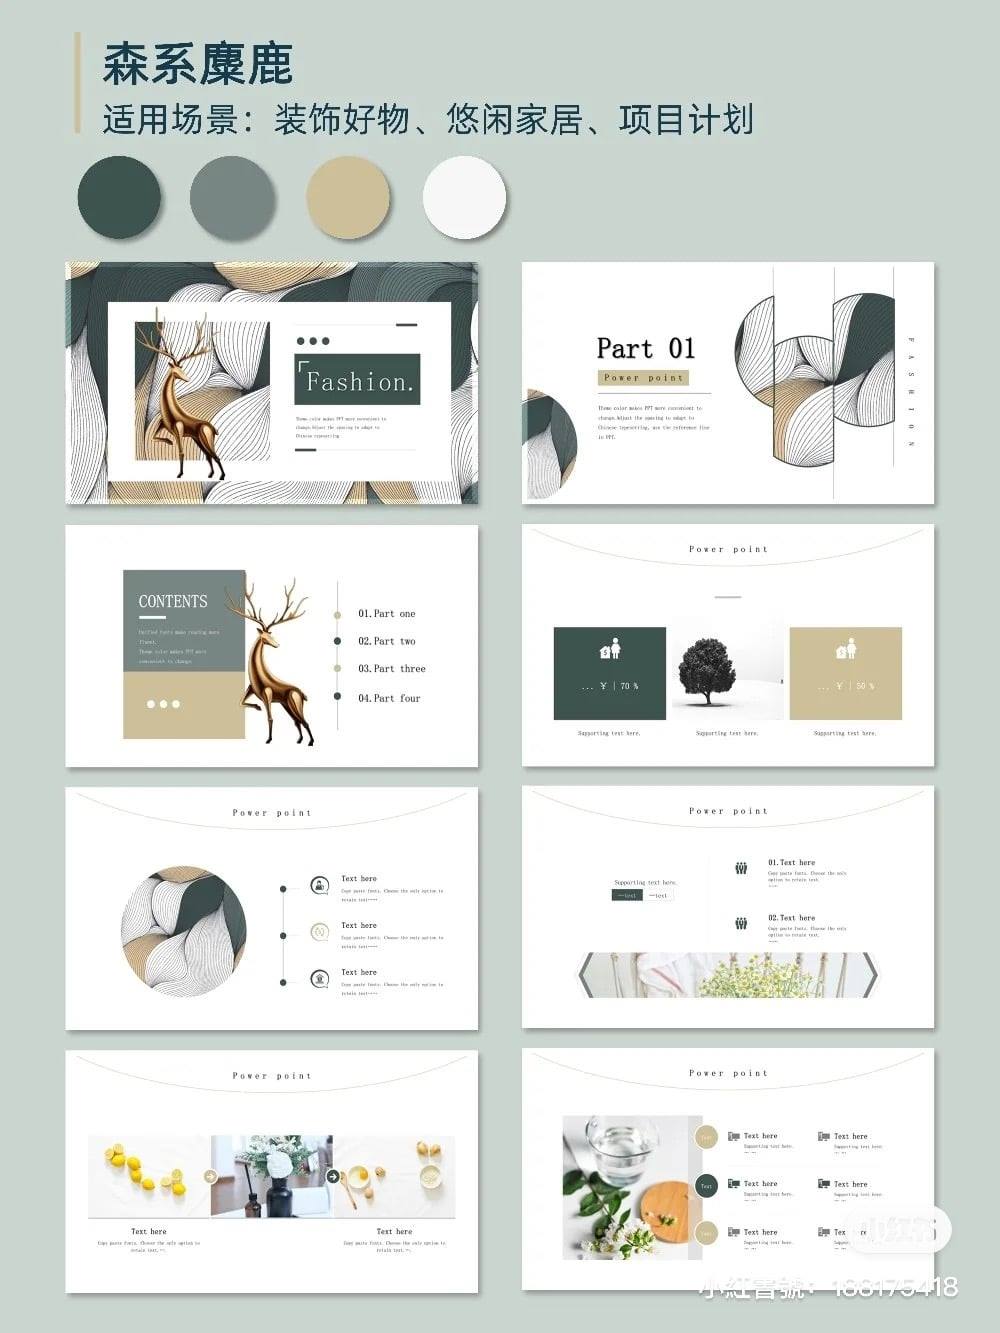 森系麋鹿
适用场景：装饰好物、悠闲家居、项目计划
Fashion.
Theme color makes PPT more convenient to
change.Adjust the spacing to adapt to
Chinese typesetting.
Part 01
Power point
Theme color makes PPT more convenient to
change.Adjust the spacing to adapt to
Chinese typesetting, use the reference line
in PPT.
FASHION
CONTENTS
Unified fonts make reading more
fluent.
Theme color makes PPT more
convenient to change.
01.Part one
02.Part two
03.Part three
04.Part four
Power point
... ¥ | 70 %
... ¥ | 50 %
Supporting text here.
Supporting text here.
Supporting text here.
Power point
Text here
Copy paste fonts. Choose the only option to
retain text······
Text here
Copy paste fonts. Choose the only option to
retain text······
Text here
Copy paste fonts. Choose the only option to
retain text······
Power point
Supporting text here.
text
text
01.Text here
Copy paste fonts. Choose the only
option to retain text.
02.Text here
Copy paste fonts. Choose the only
option to retain text.
Power point
Text here
Copy paste fonts. Choose the only option to
retain text.
Text here
Copy paste fonts. Choose the only option to
retain text.
Power point
Text
Text here
Supporting text here.
Text here
Supporting text here.
Text
Text here
Supporting text here.
Text here
Supporting text here.
Text
Text here
Supporting text here.
Text
Supporting text
小红书
小紅書號：188175418